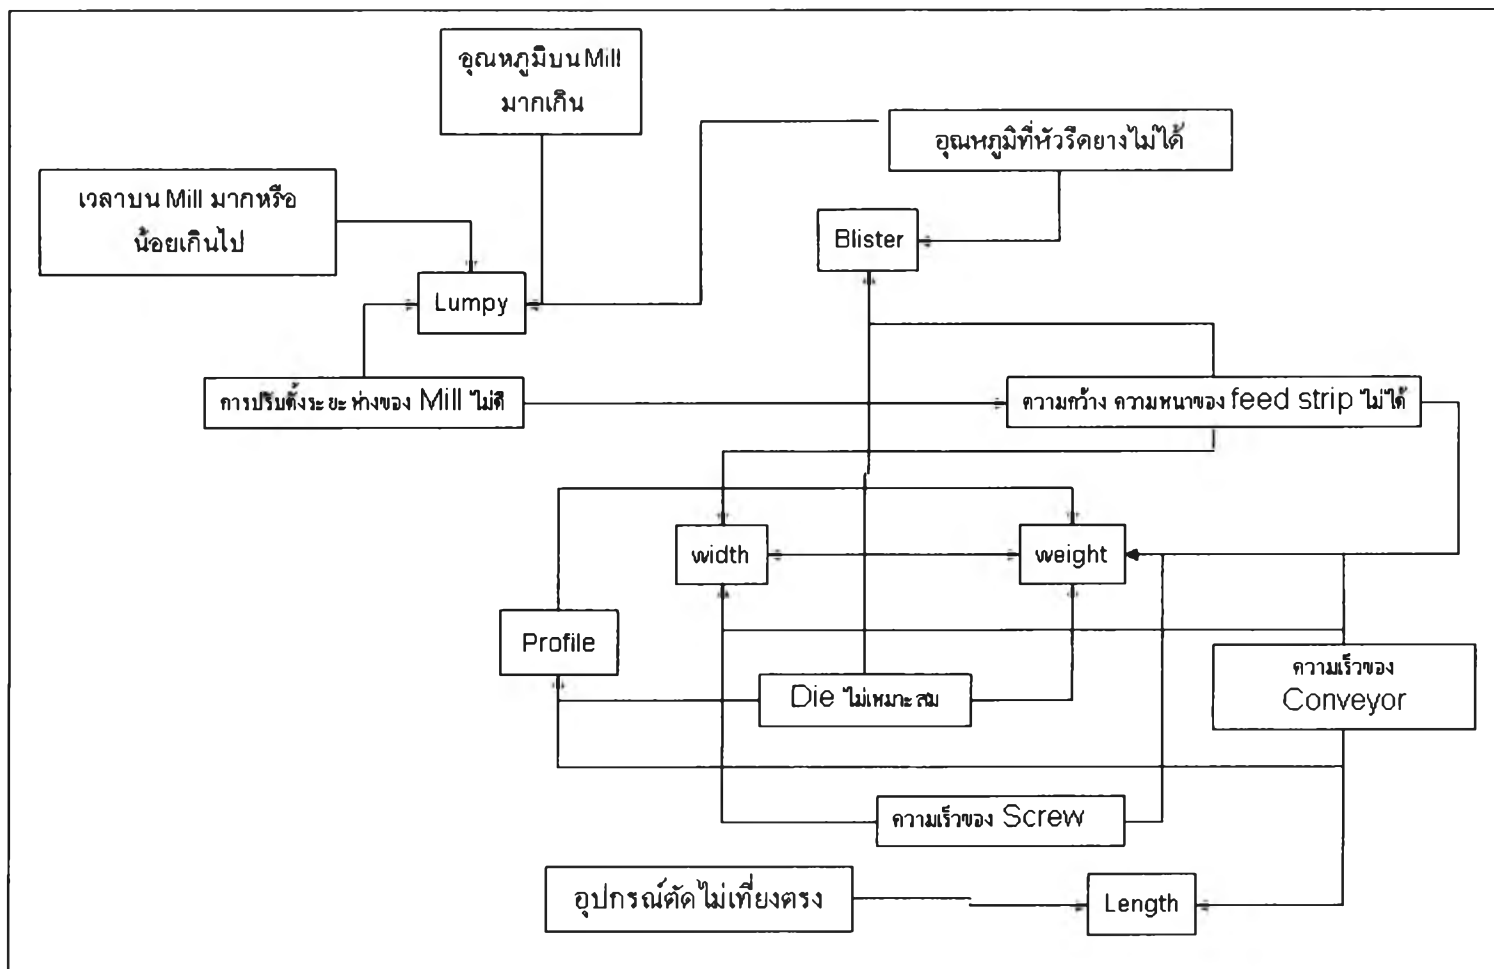 อุณหภูมิบน Mill
มากเกิน
อุณหภูมิที่หัวรีดยางไม่ได้
เวลาบน Mill มากหรือ
น้อยเกินไป
Blister
Lumpy
การปรับตั้งระยะห่างของ Mill ไม่ดี
ความกว้าง ความหนาของ feed strip ไม่ได้
width
weight
Profile
Die ไม่เหมาะสม
ความเร็วของ
Conveyor
ความเร็วของ Screw
อุปกรณ์ตัดไม่เที่ยงตรง
Length